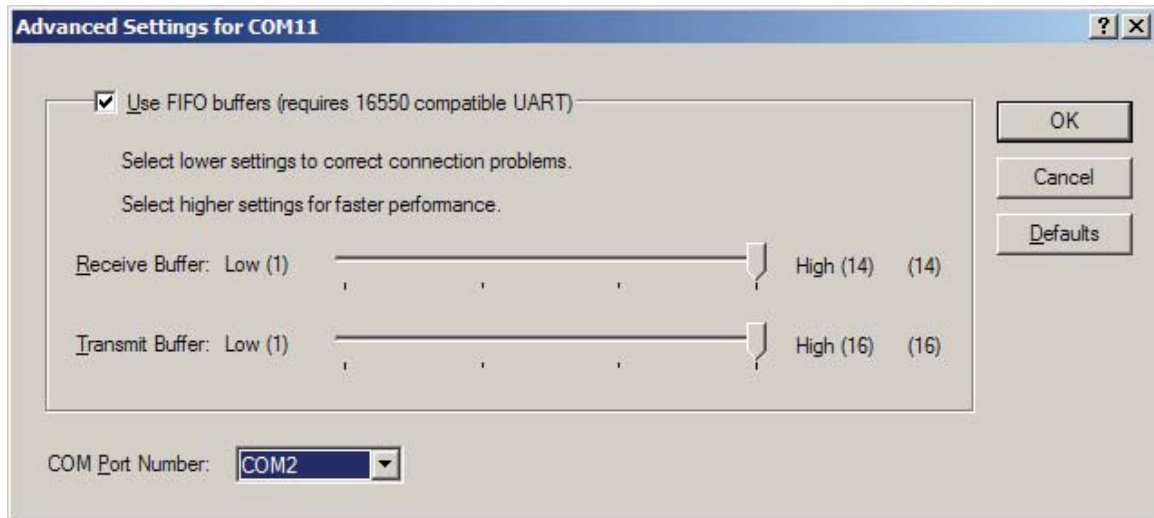 Advanced Settings for COM11
Use FIFO buffers (requires 16550 compatible UART)
OK
Select lower settings to correct connection problems.
Cancel
Select higher settings for faster performance.
Defaults
Receive Buffer: Low (1) High (14) (14)
Transmit Buffer: Low (1) High (16) (16)
COM Port Number: COM2